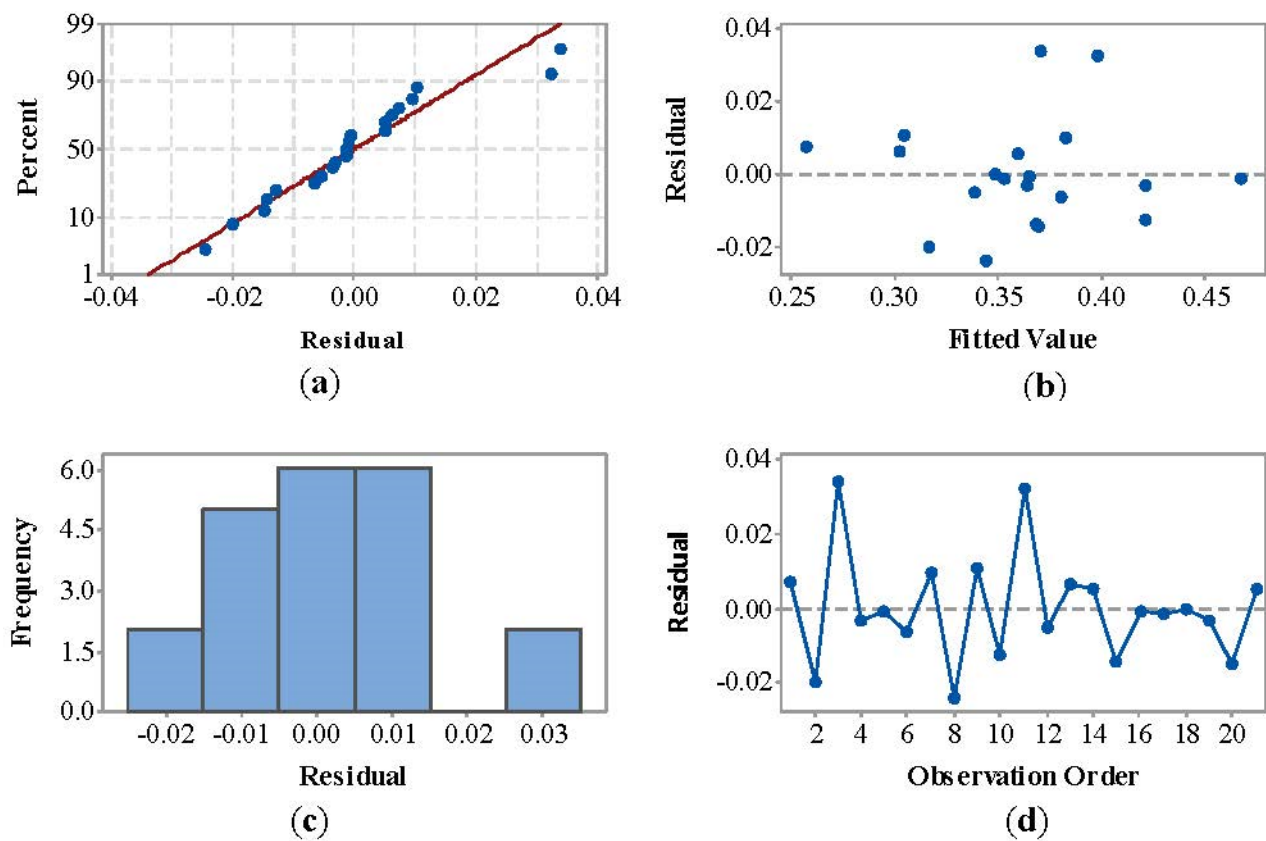 99
90
50
10
1
Percent
-0.04 -0.02 0.00 0.02 0.04
Residual
(a)
0.04
0.02
0.00
-0.02
Residual
0.25 0.30 0.35 0.40 0.45
Fitted Value
(b)
6.0
4.5
3.0
1.5
0.0
Frequency
-0.02 -0.01 0.00 0.01 0.02 0.03
Residual
(c)
0.04
0.02
0.00
-0.02
Residual
2 4 6 8 10 12 14 16 18 20
Observation Order
(d)